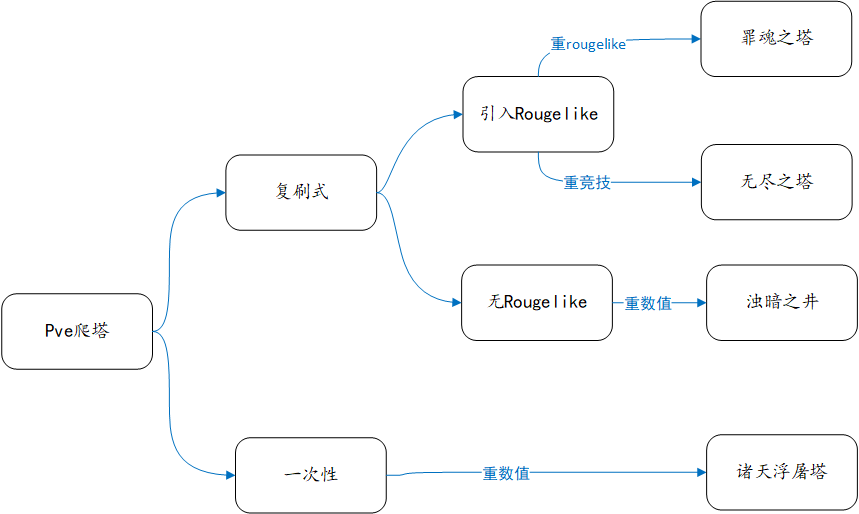 重rougelike
罪魂之塔
引入Rougelike
复刷式
重竞技
无尽之塔
无Rougelike
重数值
浊暗之井
Pve爬塔
一次性
重数值
诸天浮屠塔